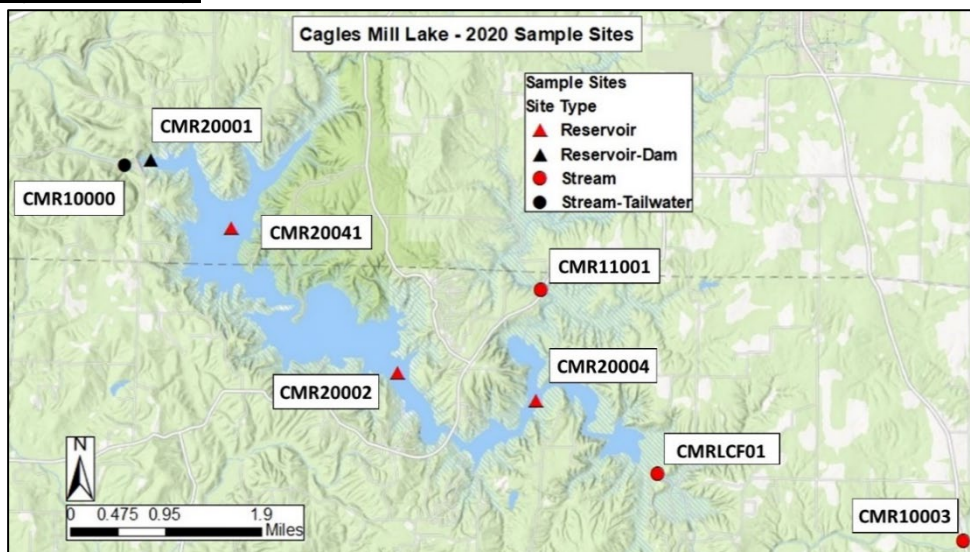 Cagles Mill Lake - 2020 Sample Sites
Sample Sites
Site Type
Reservoir
Reservoir-Dam
Stream
Stream-Tailwater
CMR20001
CMR10000
CMR20041
CMR11001
CMR20004
CMR20002
CMRLCF01
CMR10003
N
0 0.475 0.95 1.9
Miles